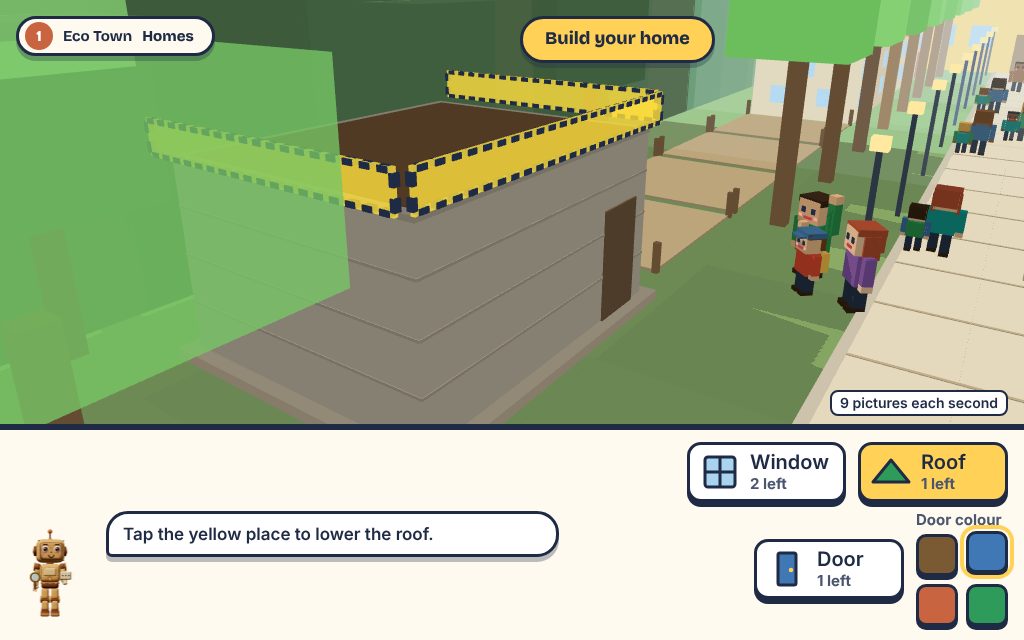 1 Eco Town Homes
Build your home
9 pictures each second
Window
2 left
Roof
1 left
Tap the yellow place to lower the roof.
Door colour
Door
1 left